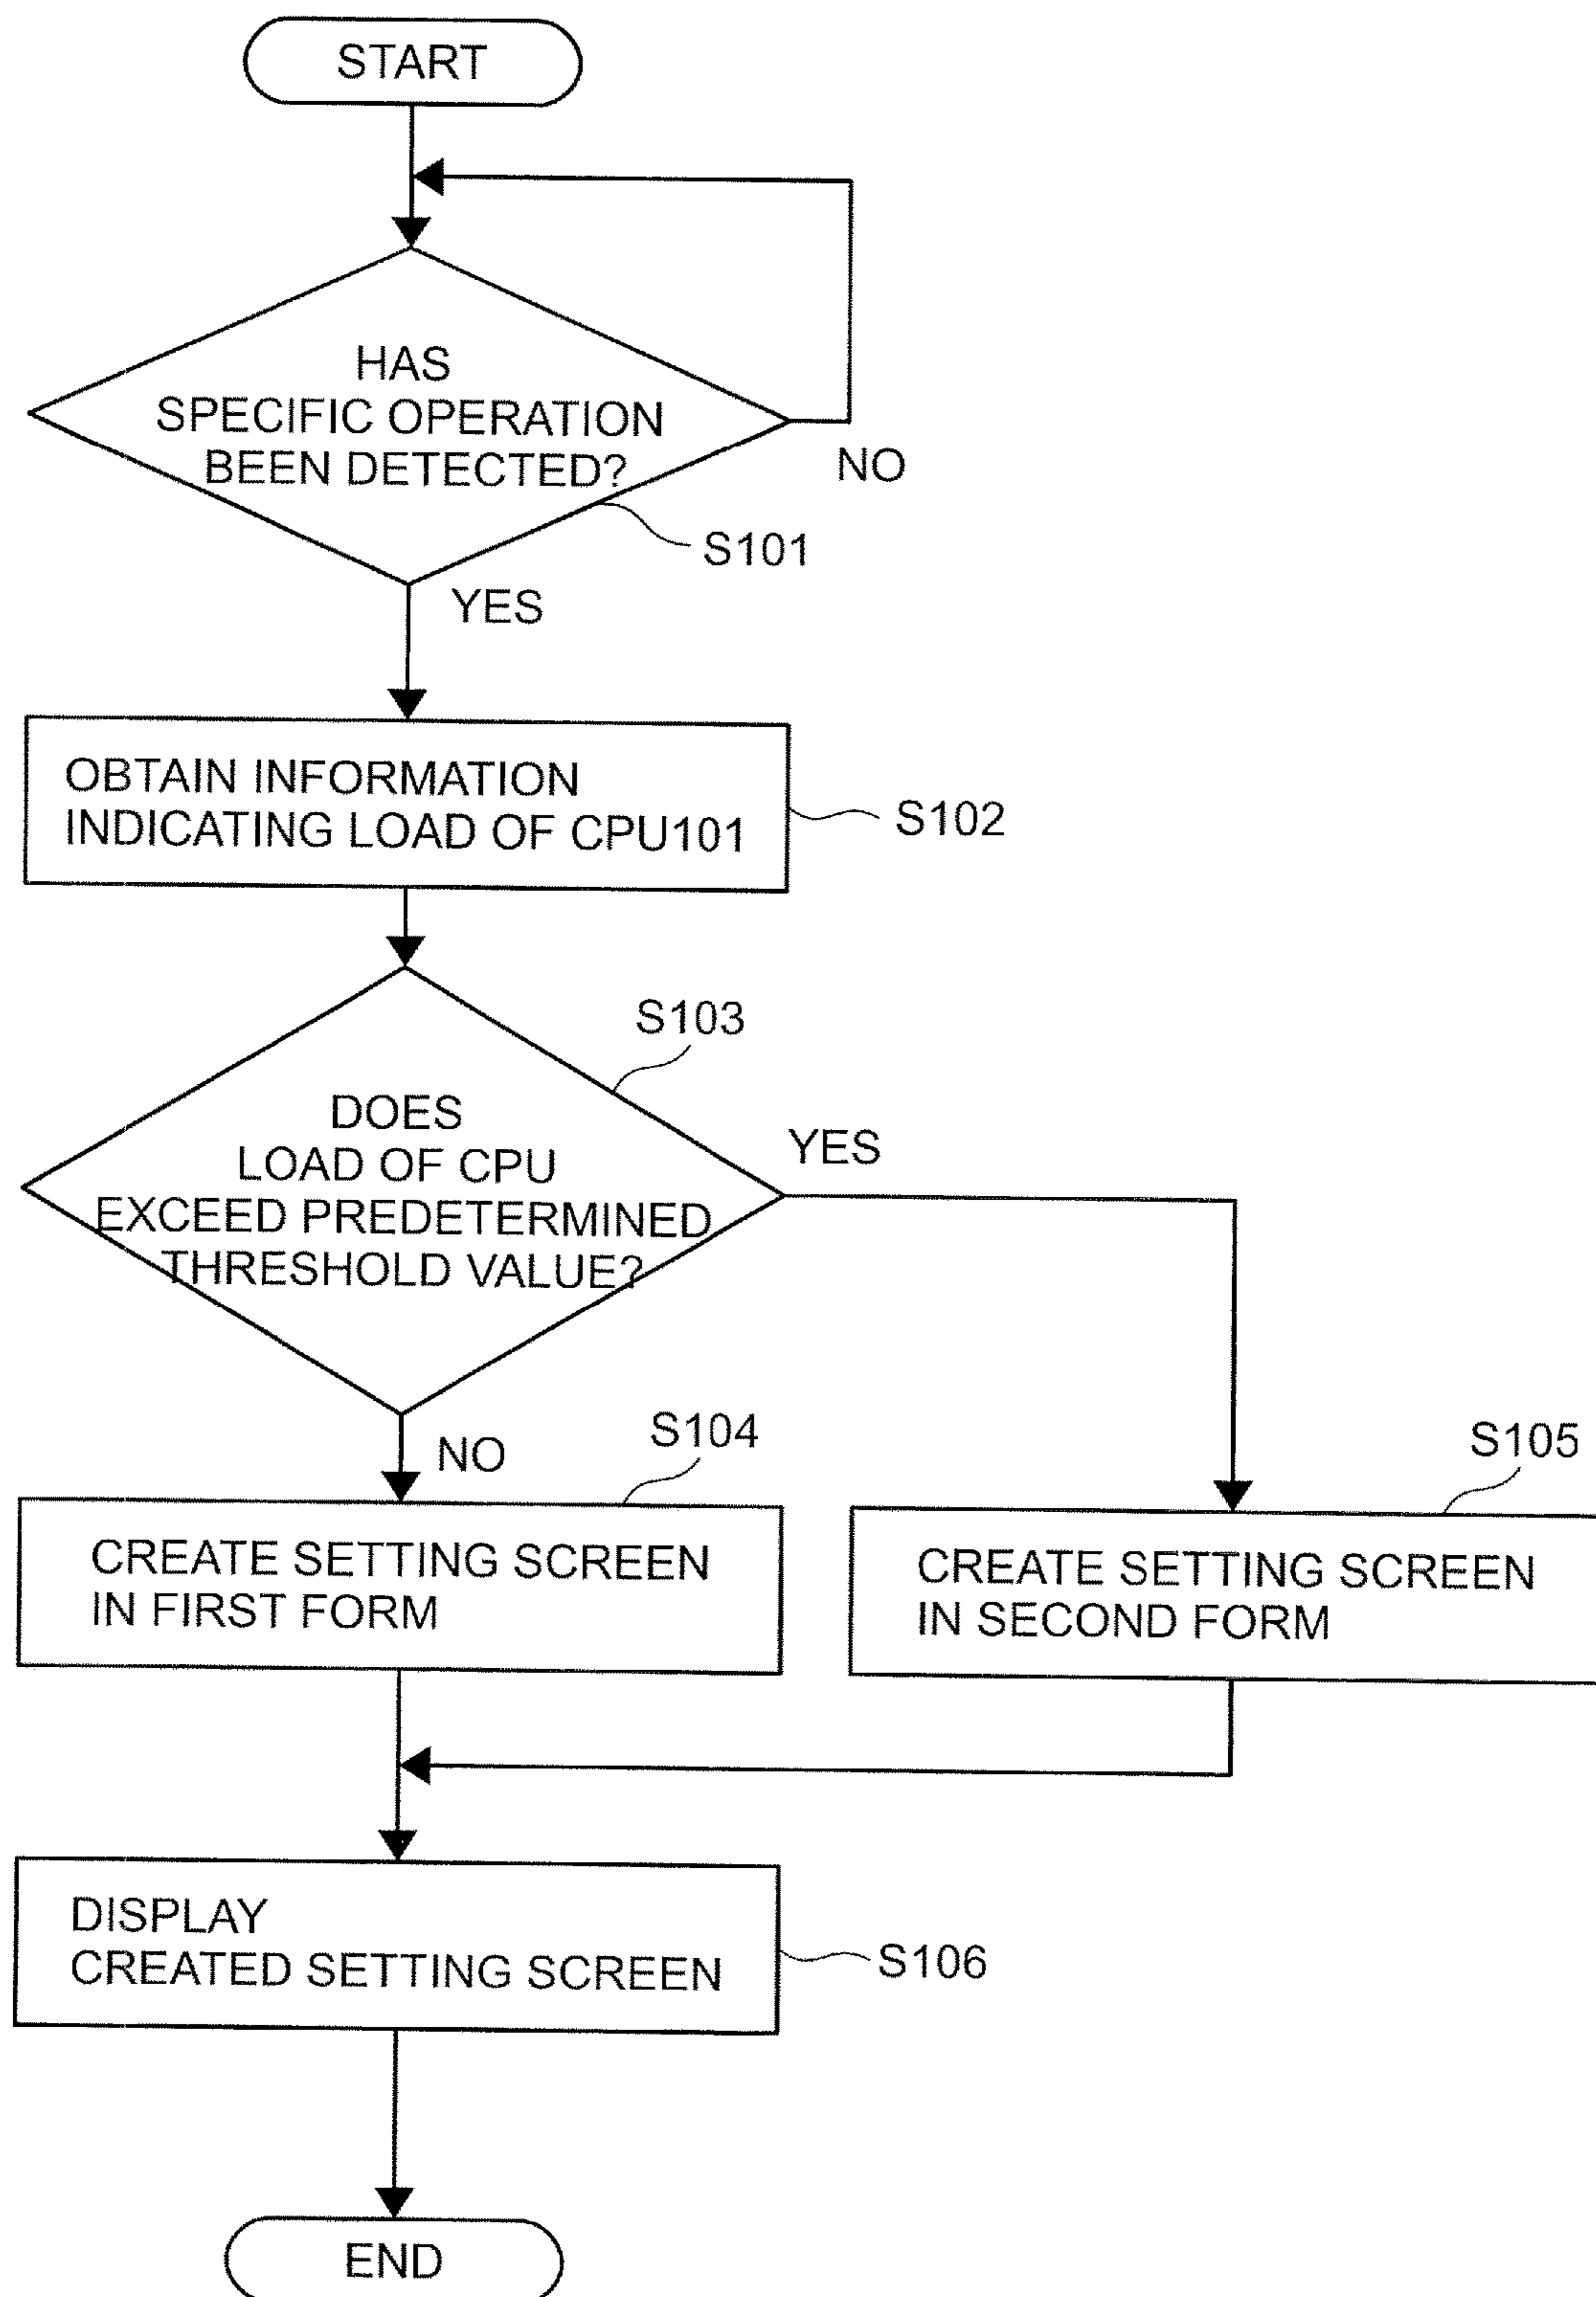 START
HAS
SPECIFIC OPERATION
BEEN DETECTED?
NO
S101
YES
OBTAIN INFORMATION
INDICATING LOAD OF CPU101
S102
S103
DOES
LOAD OF CPU
EXCEED PREDETERMINED
THRESHOLD VALUE?
YES
NO
S104
S105
CREATE SETTING SCREEN
IN FIRST FORM
CREATE SETTING SCREEN
IN SECOND FORM
DISPLAY
CREATED SETTING SCREEN
S106
END